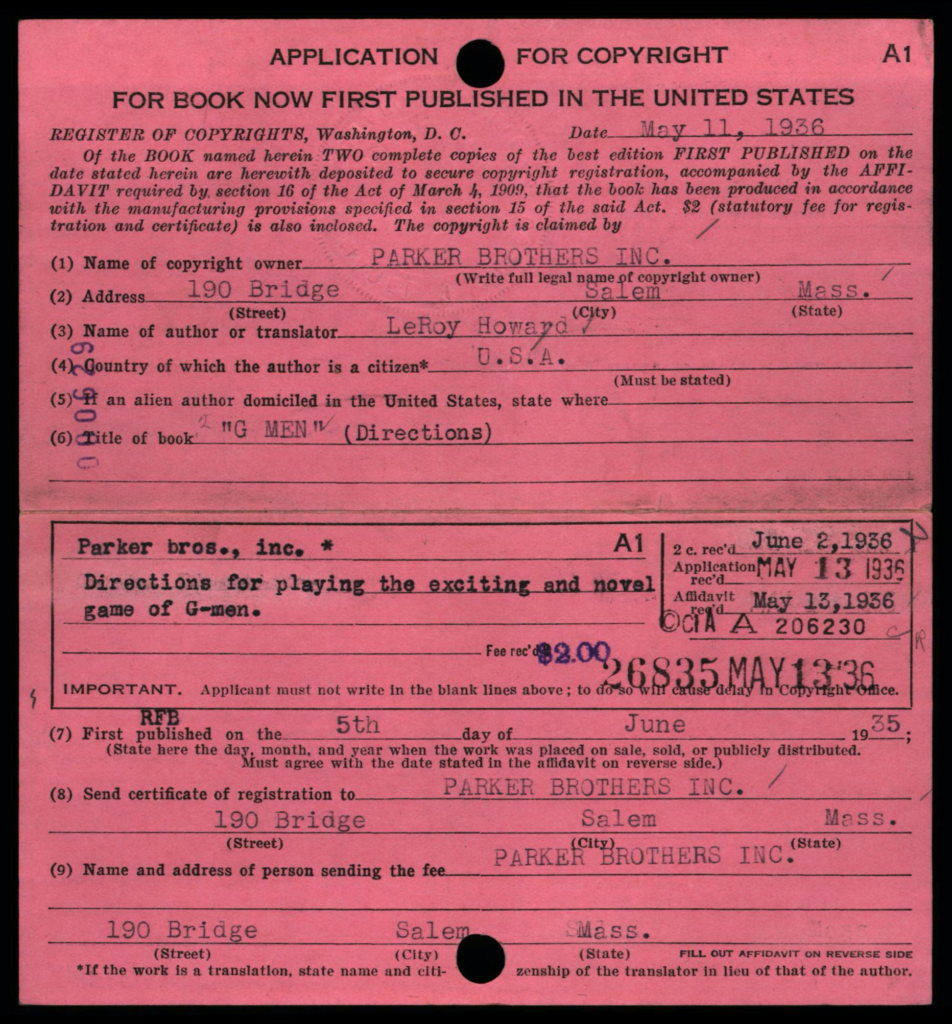 APPLICATION FOR COPYRIGHT A1
FOR BOOK NOW FIRST PUBLISHED IN THE UNITED STATES
REGISTER OF COPYRIGHTS, Washington, D. C. Date May 11, 1936
Of the BOOK named herein TWO complete copies of the best edition FIRST PUBLISHED on the
date stated herein are herewith deposited to secure copyright registration, accompanied by the AFFI-
DAVIT required by section 16 of the Act of March 4, 1909, that the book has been produced in accordance
with the manufacturing provisions specified in section 15 of the said Act. $2 (statutory fee for regis-
tration and certificate) is also inclosed. The copyright is claimed by
(1) Name of copyright owner PARKER BROTHERS INC.
(Write full legal name of copyright owner)
(2) Address 190 Bridge Salem Mass.
(Street) (City) (State)
(3) Name of author or translator LeRoy Howard
(4) Country of which the author is a citizen* U.S.A.
(Must be stated)
(5) If an alien author domiciled in the United States, state where
(6) Title of book "G MEN" (Directions)
Parker bros., inc. * A1
Directions for playing the exciting and novel
game of G-men.
2 c. rec'd June 2,1936
Application rec'd MAY 13 1936
Affidavit rec'd May 13,1936
©CIA A 206230
Fee rec'd $2.00
26835 MAY 13 '36
IMPORTANT. Applicant must not write in the blank lines above; to do so will cause delay in Copyright Office.
RFB
(7) First published on the 5th day of June 1935;
(State here the day, month, and year when the work was placed on sale, sold, or publicly distributed.
Must agree with the date stated in the affidavit on reverse side.)
(8) Send certificate of registration to PARKER BROTHERS INC.
190 Bridge Salem Mass.
(Street) (City) (State)
(9) Name and address of person sending the fee PARKER BROTHERS INC.
190 Bridge Salem Mass.
(Street) (City) (State) FILL OUT AFFIDAVIT ON REVERSE SIDE
*If the work is a translation, state name and citi- zenship of the translator in lieu of that of the author.